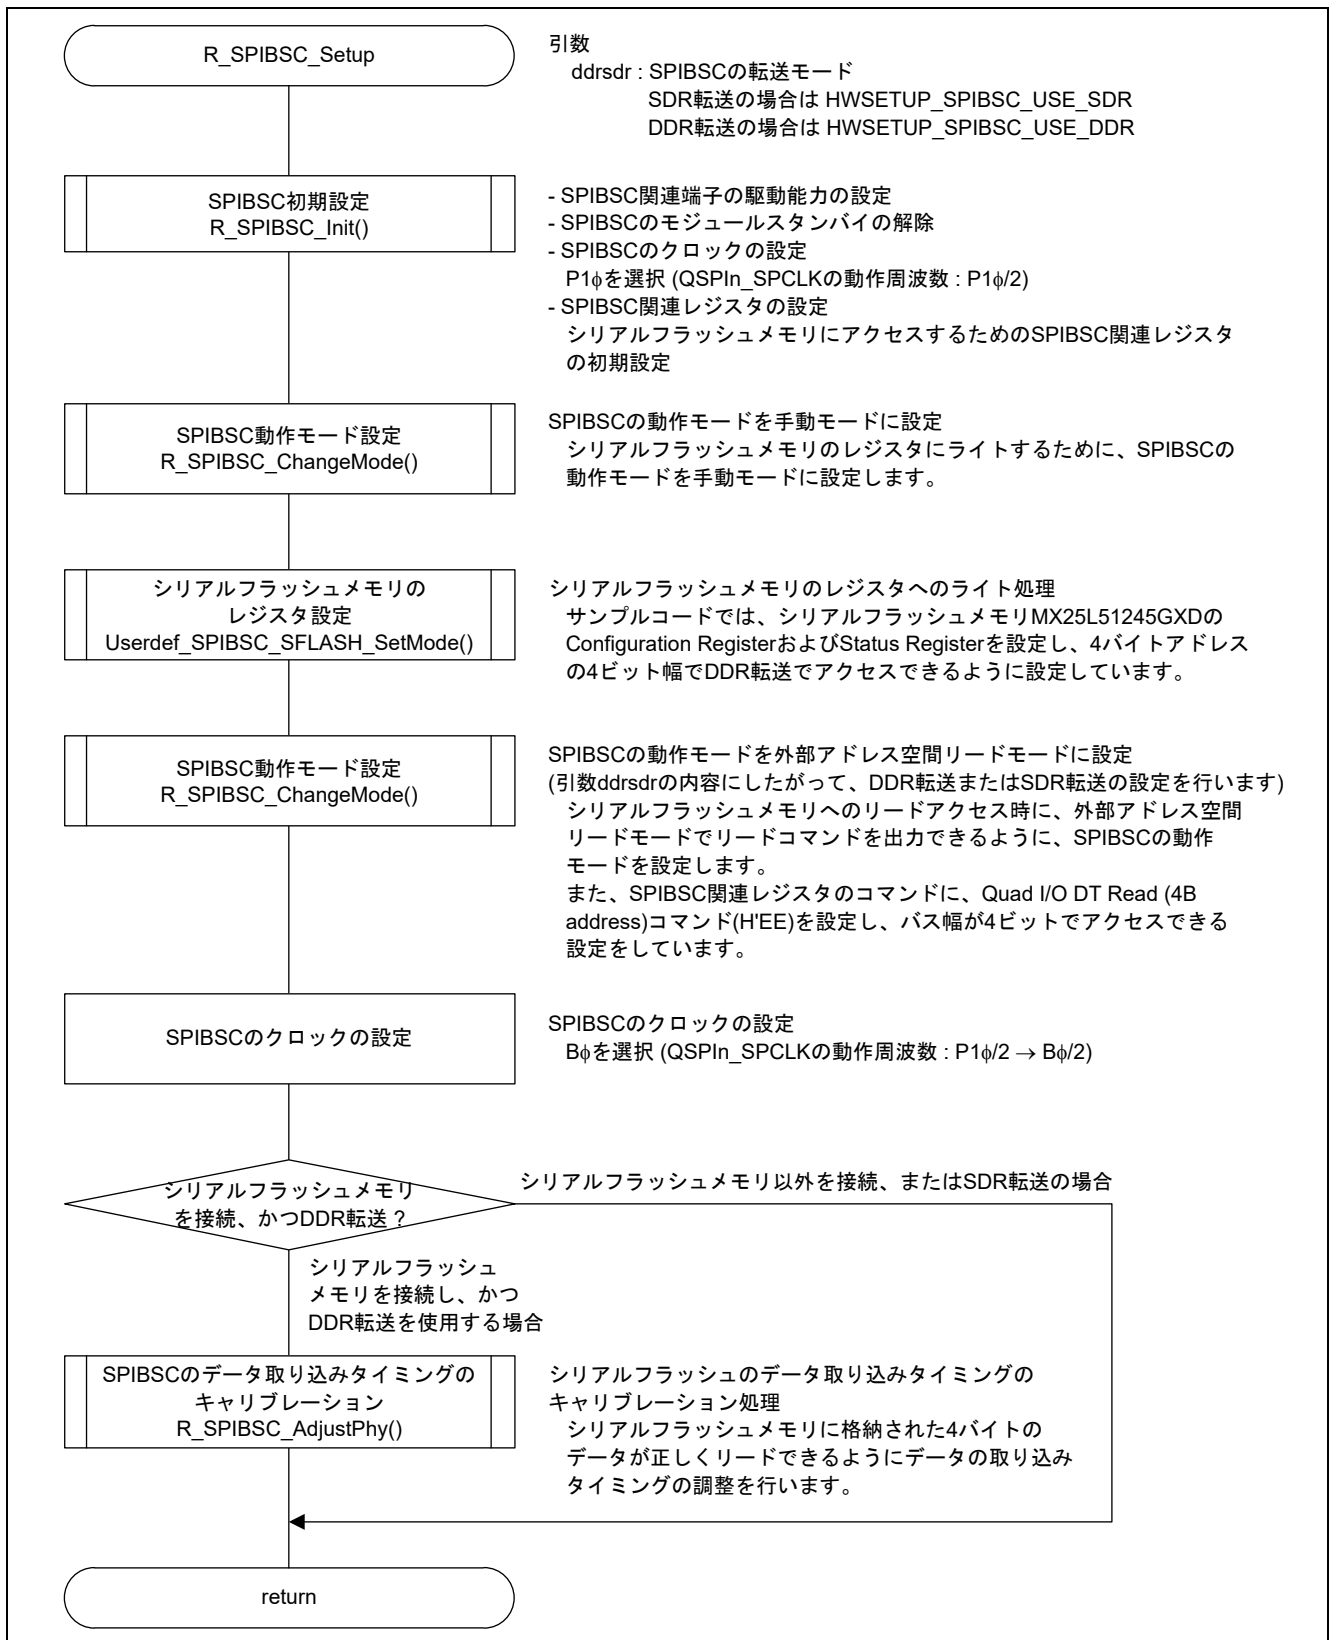 R_SPIBSC_Setup
引数
ddrsdr : SPIBSCの転送モード
SDR転送の場合は HWSETUP_SPIBSC_USE_SDR
DDR転送の場合は HWSETUP_SPIBSC_USE_DDR
SPIBSC初期設定
R_SPIBSC_Init()
- SPIBSC関連端子の駆動能力の設定
- SPIBSCのモジュールスタンバイの解除
- SPIBSCのクロックの設定
P1ϕを選択 (QSPIn_SPCLKの動作周波数 : P1ϕ/2)
- SPIBSC関連レジスタの設定
シリアルフラッシュメモリにアクセスするためのSPIBSC関連レジスタ
の初期設定
SPIBSC動作モード設定
R_SPIBSC_ChangeMode()
SPIBSCの動作モードを手動モードに設定
シリアルフラッシュメモリのレジスタにライトするために、SPIBSCの
動作モードを手動モードに設定します。
シリアルフラッシュメモリの
レジスタ設定
Userdef_SPIBSC_SFLASH_SetMode()
シリアルフラッシュメモリのレジスタへのライト処理
サンプルコードでは、シリアルフラッシュメモリMX25L51245GXDの
Configuration RegisterおよびStatus Registerを設定し、4バイトアドレス
の4ビット幅でDDR転送でアクセスできるように設定しています。
SPIBSC動作モード設定
R_SPIBSC_ChangeMode()
SPIBSCの動作モードを外部アドレス空間リードモードに設定
(引数ddrsdrの内容にしたがって、DDR転送またはSDR転送の設定を行います)
シリアルフラッシュメモリへのリードアクセス時に、外部アドレス空間
リードモードでリードコマンドを出力できるように、SPIBSCの動作
モードを設定します。
また、SPIBSC関連レジスタのコマンドに、Quad I/O DT Read (4B
address)コマンド(H'EE)を設定し、バス幅が4ビットでアクセスできる
設定をしています。
SPIBSCのクロックの設定
SPIBSCのクロックの設定
Bϕを選択 (QSPIn_SPCLKの動作周波数 : P1ϕ/2 → Bϕ/2)
シリアルフラッシュメモリ
を接続、かつDDR転送？
シリアルフラッシュメモリ以外を接続、またはSDR転送の場合
シリアルフラッシュ
メモリを接続し、かつ
DDR転送を使用する場合
SPIBSCのデータ取り込みタイミングの
キャリブレーション
R_SPIBSC_AdjustPhy()
シリアルフラッシュのデータ取り込みタイミングの
キャリブレーション処理
シリアルフラッシュメモリに格納された4バイトの
データが正しくリードできるようにデータの取り込み
タイミングの調整を行います。
return